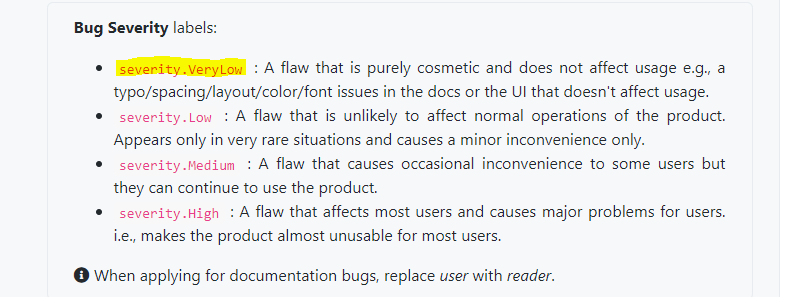 Bug Severity labels:
• severity.VeryLow : A flaw that is purely cosmetic and does not affect usage e.g., a
typo/spacing/layout/color/font issues in the docs or the UI that doesn't affect usage.
• severity.Low : A flaw that is unlikely to affect normal operations of the product.
Appears only in very rare situations and causes a minor inconvenience only.
• severity.Medium : A flaw that causes occasional inconvenience to some users but
they can continue to use the product.
• severity.High : A flaw that affects most users and causes major problems for users.
i.e., makes the product almost unusable for most users.
When applying for documentation bugs, replace user with reader.